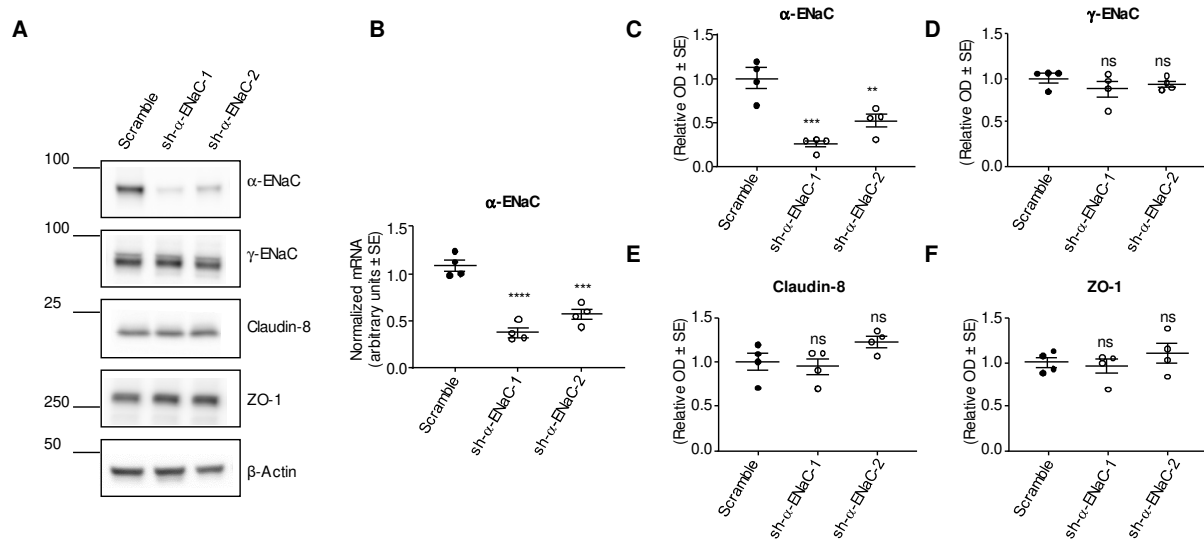 A
Scramble
sh-α-ENaC-1
sh-α-ENaC-2
100
α-ENaC
100
γ-ENaC
25
Claudin-8
250
ZO-1
50
β-Actin
B
α-ENaC
Normalized mRNA
(arbitrary units ± SE)
1.5
1.0
0.5
0.0
****
***
Scramble
sh-α-ENaC-1
sh-α-ENaC-2
C
α-ENaC
(Relative OD ± SE)
1.5
1.0
0.5
0.0
***
**
Scramble
sh-α-ENaC-1
sh-α-ENaC-2
D
γ-ENaC
(Relative OD ± SE)
1.5
1.0
0.5
0.0
ns
ns
Scramble
sh-α-ENaC-1
sh-α-ENaC-2
E
Claudin-8
(Relative OD ± SE)
1.5
1.0
0.5
0.0
ns
ns
Scramble
sh-α-ENaC-1
sh-α-ENaC-2
F
ZO-1
(Relative OD ± SE)
1.5
1.0
0.5
0.0
ns
ns
Scramble
sh-α-ENaC-1
sh-α-ENaC-2